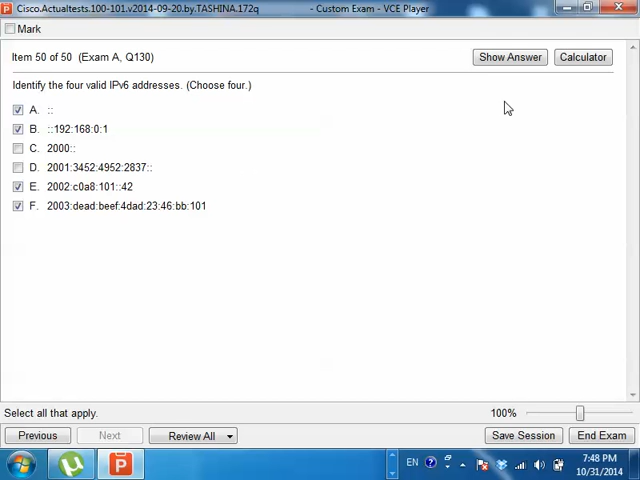 Cisco.Actualtests.100-101.v2014-09-20.by.TASHINA.172q - Custom Exam - VCE Player
Mark
Item 50 of 50 (Exam A, Q130)
Show Answer
Calculator
Identify the four valid IPv6 addresses. (Choose four.)
A. ::
B. ::192:168:0:1
C. 2000::
D. 2001:3452:4952:2837::
E. 2002:c0a8:101::42
F. 2003:dead:beef:4dad:23:46:bb:101
Select all that apply.
100%
Previous
Next
Review All
Save Session
End Exam
EN
7:48 PM
10/31/2014